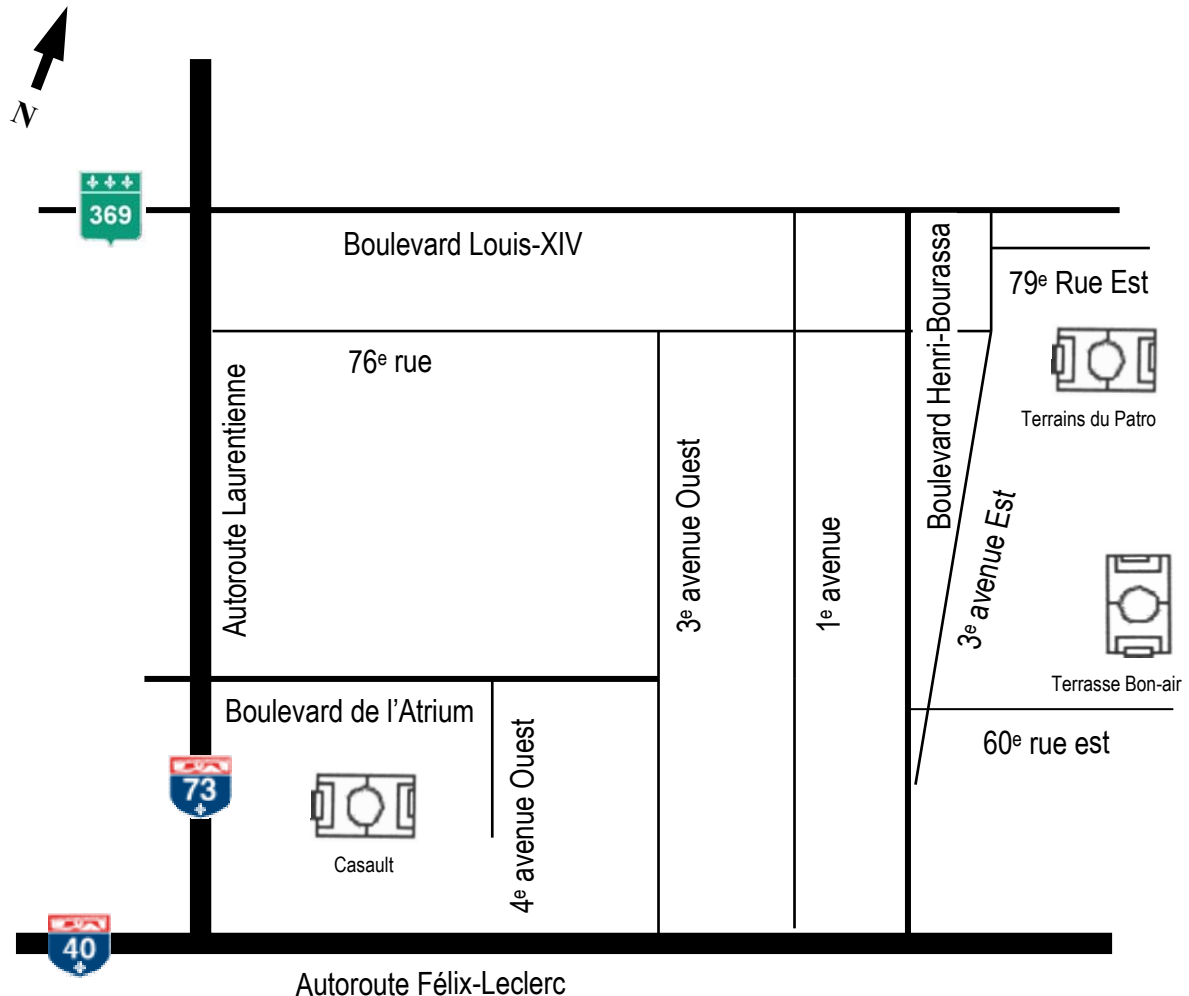 N
369
Boulevard Louis-XIV
Boulevard Henri-Bourassa
79e Rue Est
76e rue
Terrains du Patro
Autoroute Laurentienne
3e avenue Ouest
1e avenue
3e avenue Est
Terrasse Bon-air
Boulevard de l'Atrium
60e rue est
4e avenue Ouest
73
Casault
40
Autoroute Félix-Leclerc